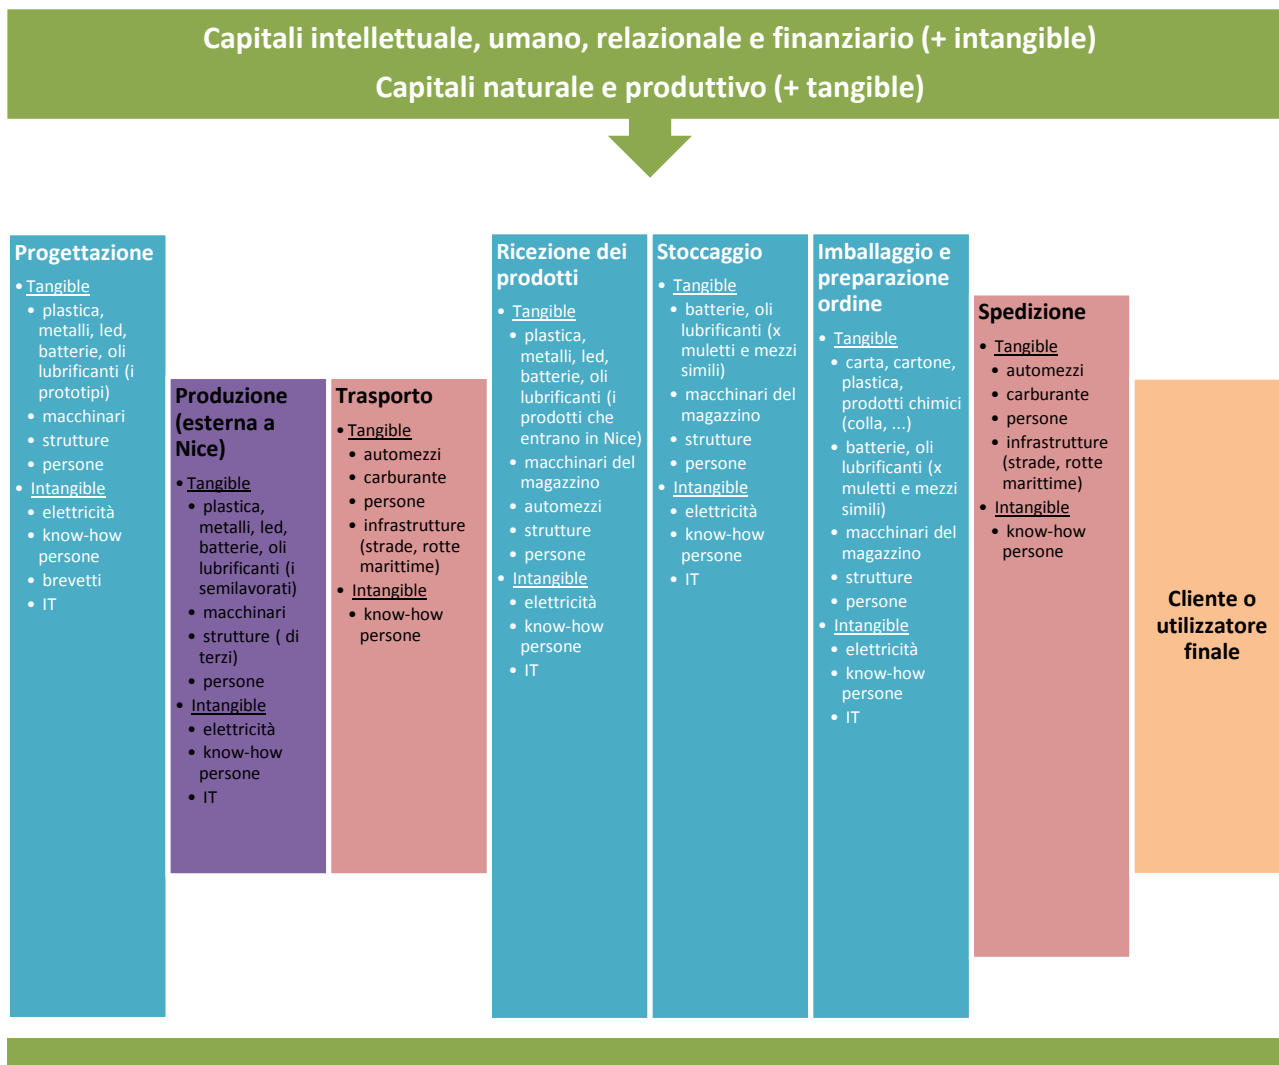 Capitali intellettuale, umano, relazionale e finanziario (+ intangible)
Capitali naturale e produttivo (+ tangible)
Progettazione
• Tangible
• plastica,
metalli, led,
batterie, oli
lubrificanti (i
prototipi)
• macchinari
• strutture
• persone
• Intangible
• elettricità
• know-how
persone
• brevetti
• IT
Produzione
(esterna a
Nice)
• Tangible
• plastica,
metalli, led,
batterie, oli
lubrificanti (i
semilavorati)
• macchinari
• strutture ( di
terzi)
• persone
• Intangible
• elettricità
• know-how
persone
• IT
Trasporto
• Tangible
• automezzi
• carburante
• persone
• infrastrutture
(strade, rotte
marittime)
• Intangible
• know-how
persone
Ricezione dei
prodotti
• Tangible
• plastica,
metalli, led,
batterie, oli
lubrificanti (i
prodotti che
entrano in Nice)
• macchinari del
magazzino
• automezzi
• strutture
• persone
• Intangible
• elettricità
• know-how
persone
• IT
Stoccaggio
• Tangible
• batterie, oli
lubrificanti (x
muletti e mezzi
simili)
• macchinari del
magazzino
• strutture
• persone
• Intangible
• elettricità
• know-how
persone
• IT
Imballaggio e
preparazione
ordine
• Tangible
• carta, cartone,
plastica,
prodotti chimici
(colla, ...)
• batterie, oli
lubrificanti (x
muletti e mezzi
simili)
• macchinari del
magazzino
• strutture
• persone
• Intangible
• elettricità
• know-how
persone
• IT
Spedizione
• Tangible
• automezzi
• carburante
• persone
• infrastrutture
(strade, rotte
marittime)
• Intangible
• know-how
persone
Cliente o
utilizzatore
finale